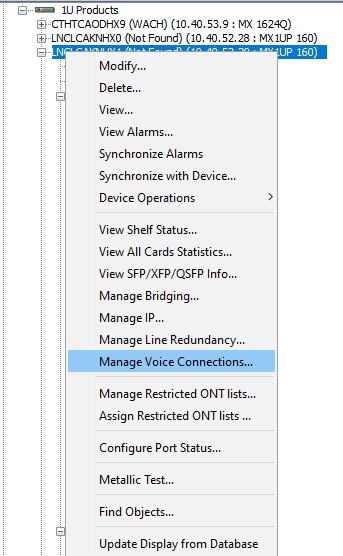 1U Products
CTHTCAODHX9 (WACH) (10.40.53.9 : MX 1624Q)
LNCLCAKNHX0 (Not Found) (10.40.52.28 : MX1UP 160)
LNCLCAKNHX1 (Not Found) (10.40.52.28 : MX1UP 160)
Modify...
Delete...
View...
View Alarms...
Synchronize Alarms
Synchronize with Device...
Device Operations
View Shelf Status...
View All Cards Statistics...
View SFP/XFP/QSFP Info...
Manage Bridging...
Manage IP...
Manage Line Redundancy...
Manage Voice Connections...
Manage Restricted ONT lists...
Assign Restricted ONT lists ...
Configure Port Status...
Metallic Test...
Find Objects...
Update Display from Database